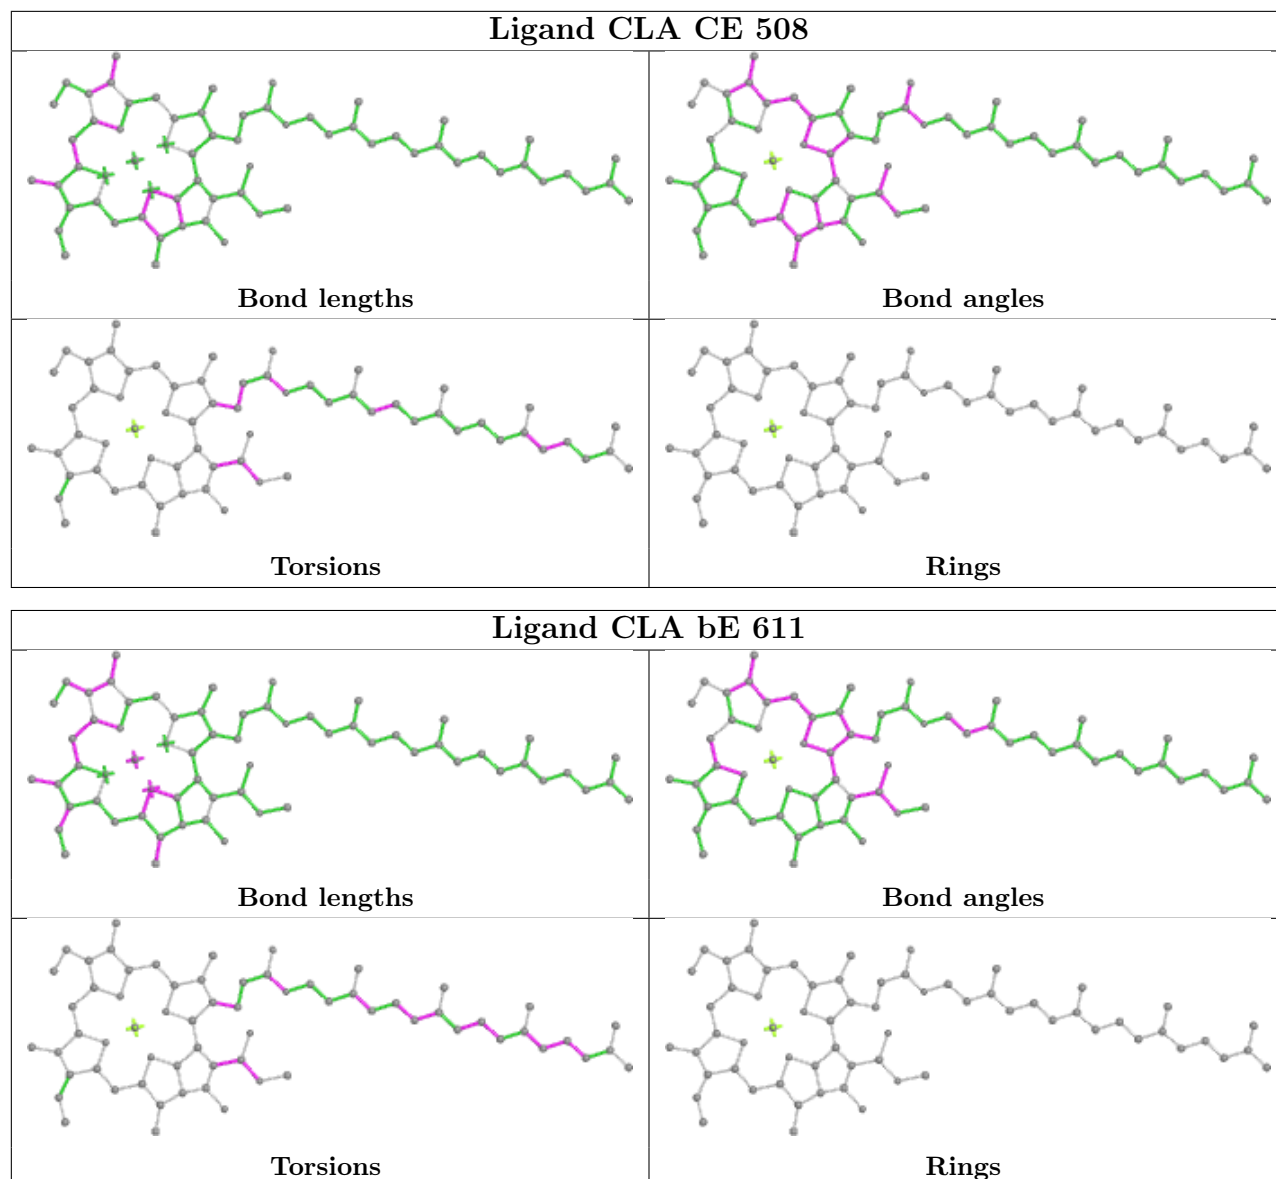 Ligand CLA CE 508
Bond lengths
Bond angles
Torsions
Rings
Ligand CLA bE 611
Bond lengths
Bond angles
Torsions
Rings